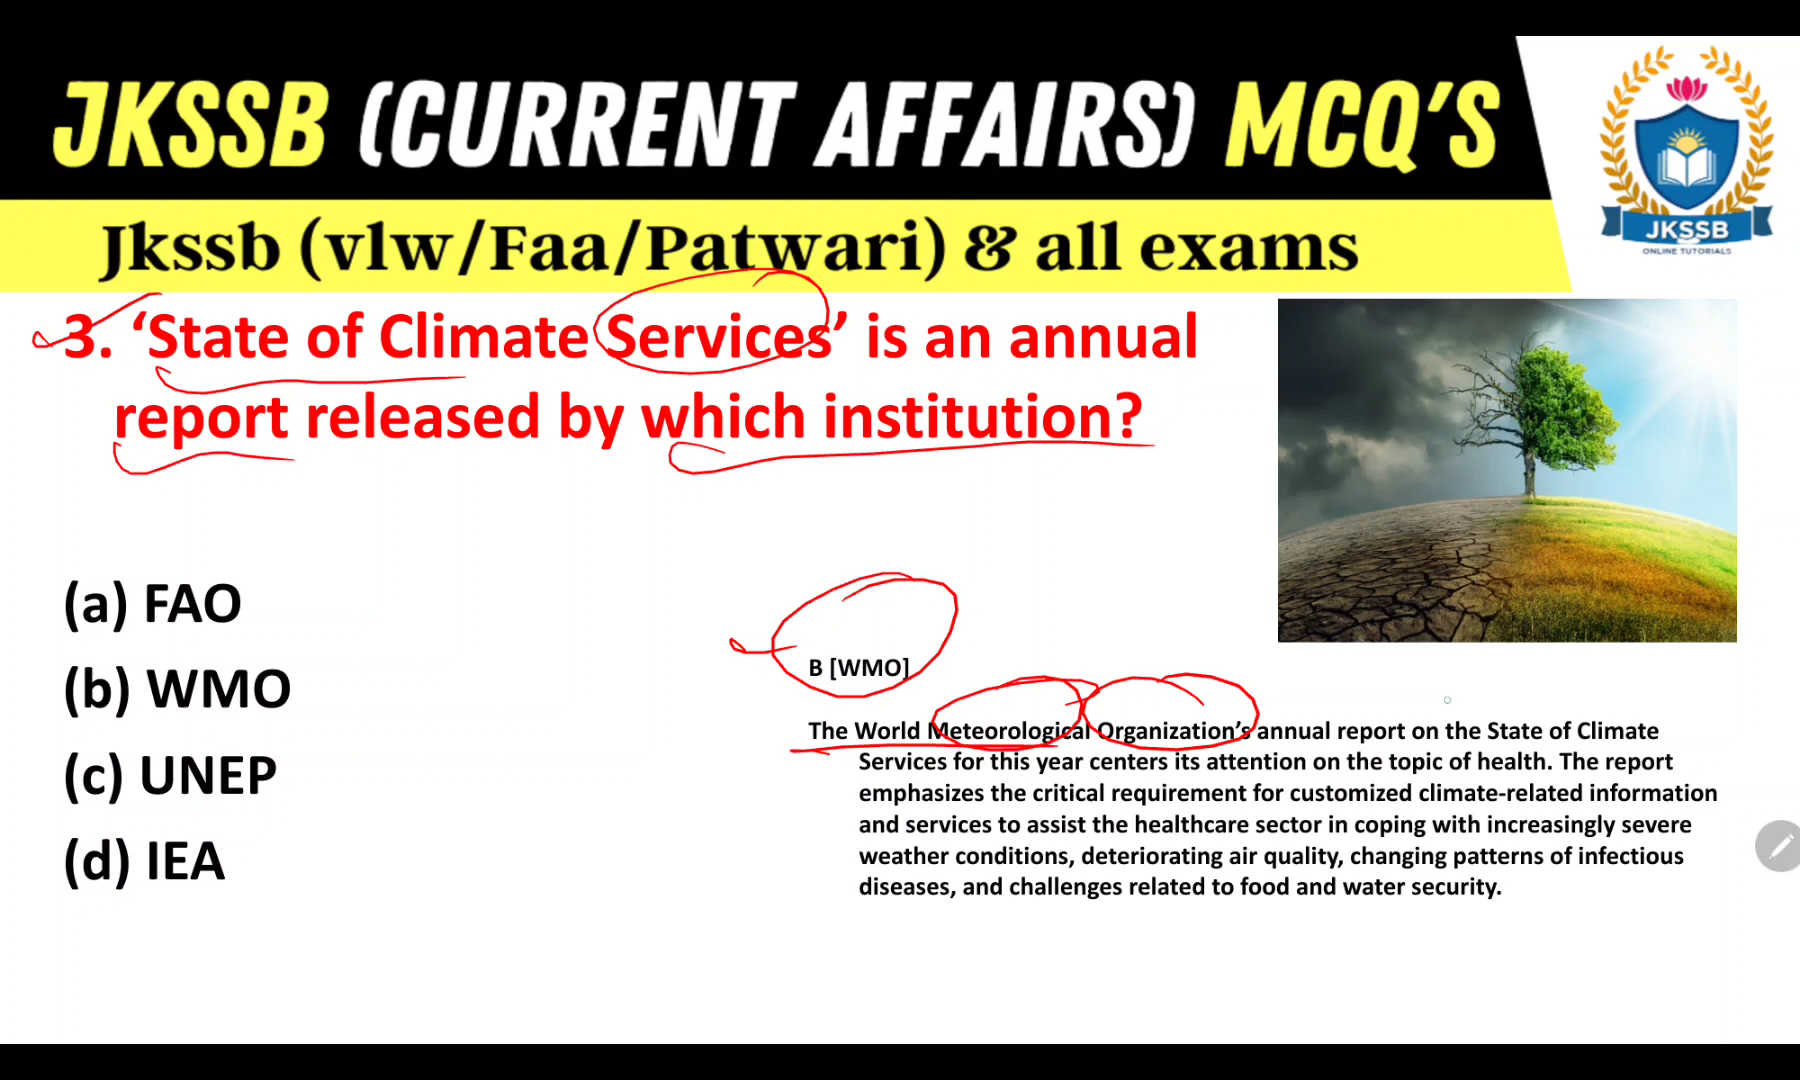 JKSSB (CURRENT AFFAIRS) MCQ'S
JKSSB
ONLINE TUTORIALS
Jkssb (vlw/Faa/Patwari) & all exams
3. ‘State of Climate Services’ is an annual
report released by which institution?
(a) FAO
(b) WMO
(c) UNEP
(d) IEA
B [WMO]
The World Meteorological Organization’s annual report on the State of Climate
Services for this year centers its attention on the topic of health. The report
emphasizes the critical requirement for customized climate-related information
and services to assist the healthcare sector in coping with increasingly severe
weather conditions, deteriorating air quality, changing patterns of infectious
diseases, and challenges related to food and water security.